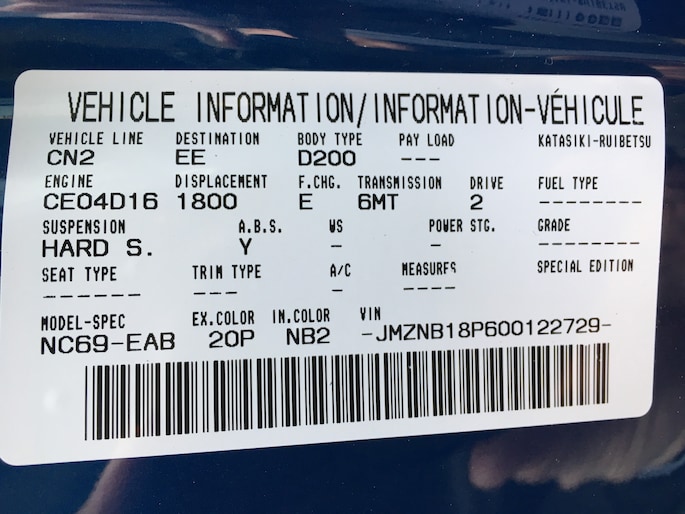 VEHICLE INFORMATION/INFORMATION-VÉHICULE
VEHICLE LINE DESTINATION BODY TYPE PAY LOAD KATASIKI-RUIBETSU
CN2 EE D200 ---
ENGINE DISPLACEMENT F.CHG. TRANSMISSION DRIVE FUEL TYPE
CE04D16 1800 E 6MT 2 --------
SUSPENSION A.B.S. WS POWER STG. GRADE
HARD S. Y - - --------
SEAT TYPE TRIM TYPE A/C MEASURES SPECIAL EDITION
------ --- - ------
MODEL-SPEC EX.COLOR IN.COLOR VIN
NC69-EAB 20P NB2 -JMZNB18P600122729-